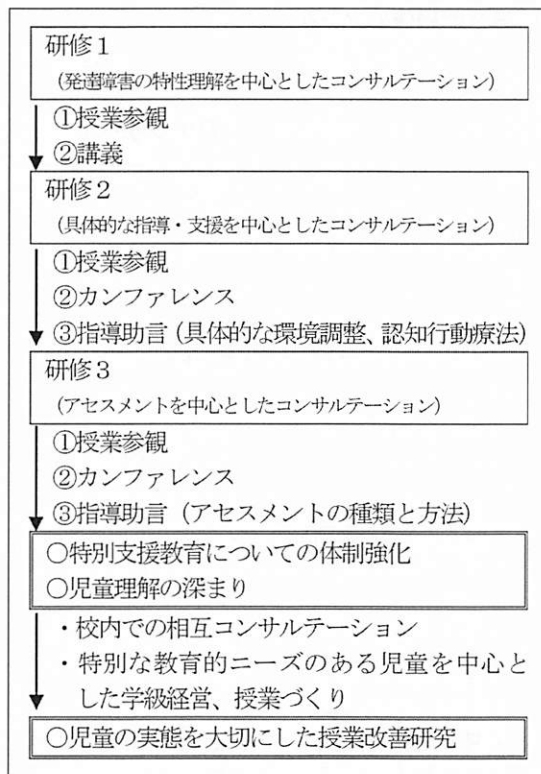 研修１
(発達障害の特性理解を中心としたコンサルテーション)
①授業参観
②講義
研修２
(具体的な指導・支援を中心としたコンサルテーション)
①授業参観
②カンファレンス
③指導助言（具体的な環境調整、認知行動療法）
研修３
(アセスメントを中心としたコンサルテーション)
①授業参観
②カンファレンス
③指導助言（アセスメントの種類と方法）
○特別支援教育についての体制強化
○児童理解の深まり
・校内での相互コンサルテーション
・特別な教育的ニーズのある児童を中心と
した学級経営、授業づくり
○児童の実態を大切にした授業改善研究